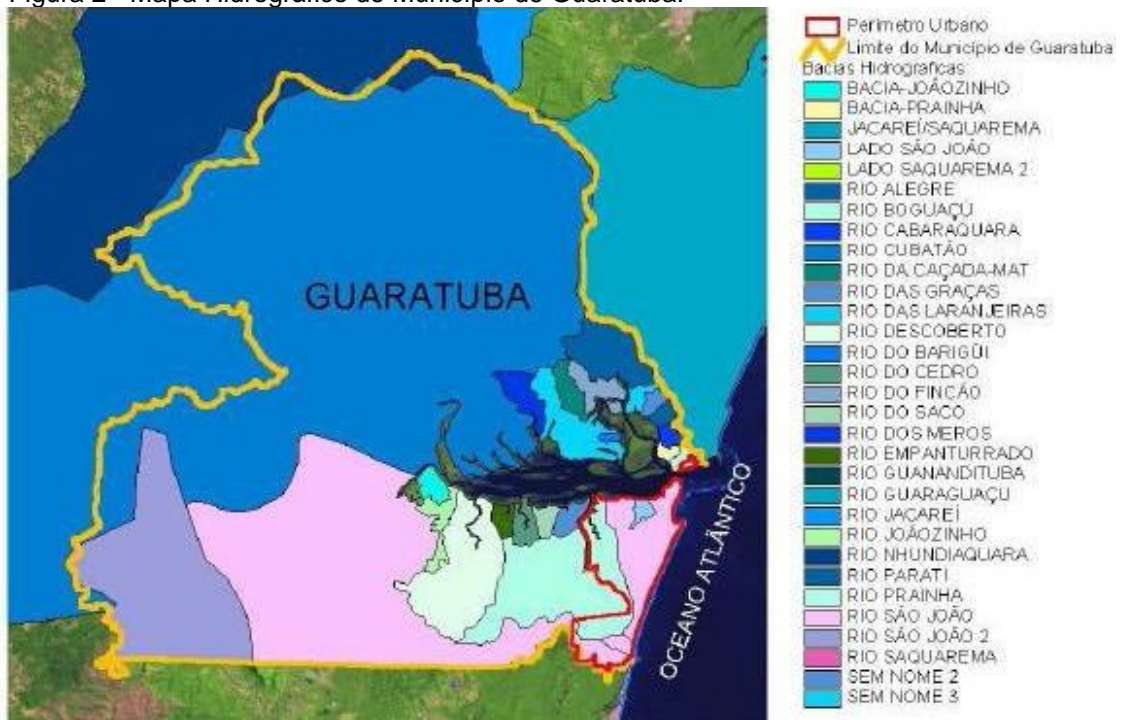 Figura 2 - Mapa Hidrográfico do Município de Guaratuba.
Perimetro Urbano
Limite do Município de Guaratuba
Bacias Hidrograficas
BACIA-JOÃOZINHO
BACIA-PRAINHA
JACAREÍ/SAQUAREMA
LADO SÃO JOÃO
LADO SAQUAREMA 2
RIO ALEGRE
RIO BOGUAÇÚ
RIO CABARAQUARA
RIO CUBATÃO
RIO DA CAÇADA-MAT
RIO DAS GRAÇAS
RIO DAS LARANJEIRAS
RIO DESCOBERTO
RIO DO BARIGÜI
RIO DO CEDRO
RIO DO FINCÃO
RIO DO SACO
RIO DOS MEROS
RIO EMPANTURRADO
RIO GUANANDITUBA
RIO GUARAGUAÇU
RIO JACAREÍ
RIO JOÃOZINHO
RIO NHUNDIAQUARA
RIO PARATI
RIO PRAINHA
RIO SÃO JOÃO
RIO SÃO JOÃO 2
RIO SAQUAREMA
SEM NOME 2
SEM NOME 3
GUARATUBA
OCEANO ATLÂNTICO